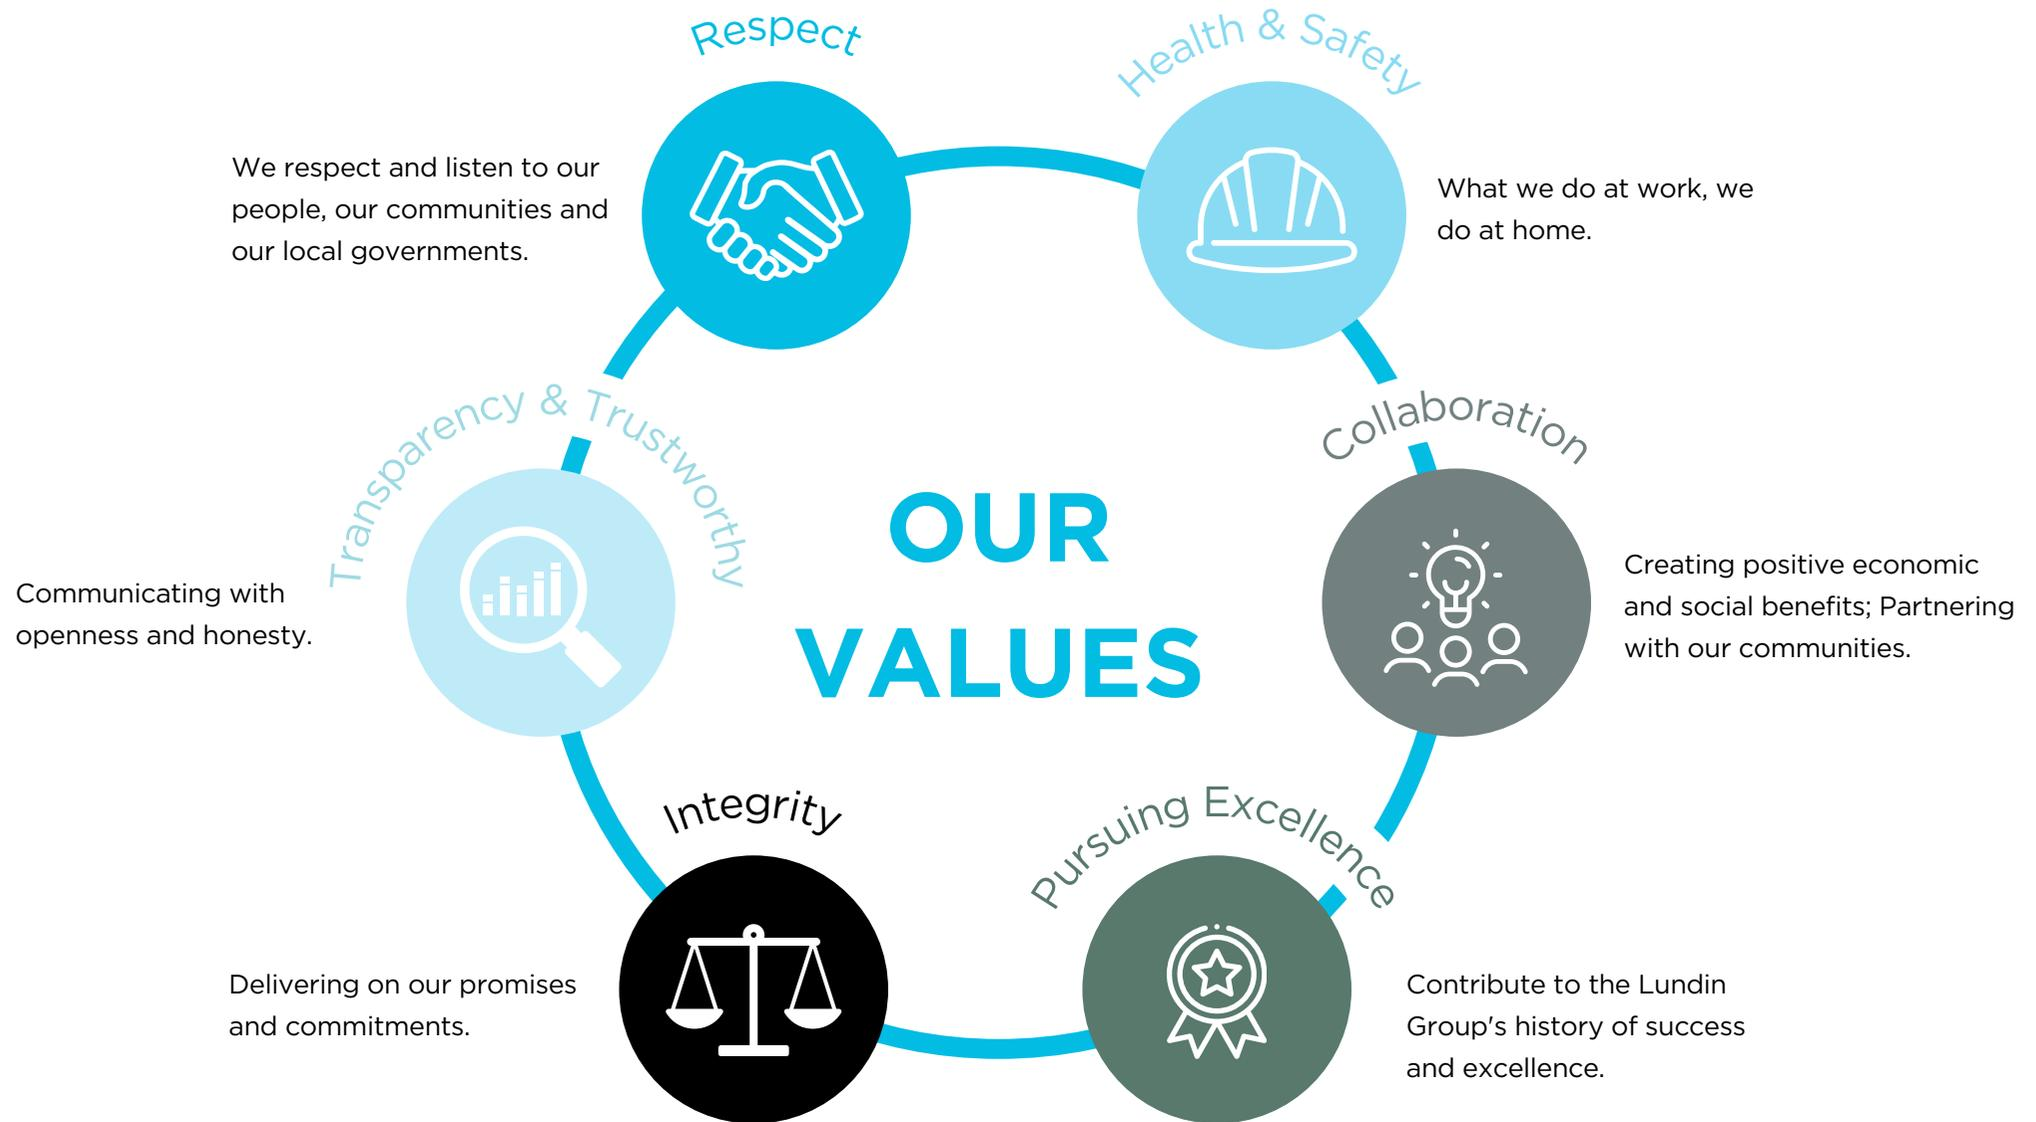 Respect
We respect and listen to our
people, our communities and
our local governments.
Health & Safety
What we do at work, we
do at home.
Transparency & Trustworthy
Communicating with
openness and honesty.
OUR
VALUES
Collaboration
Creating positive economic
and social benefits; Partnering
with our communities.
Integrity
Delivering on our promises
and commitments.
Pursuing Excellence
Contribute to the Lundin
Group's history of success
and excellence.